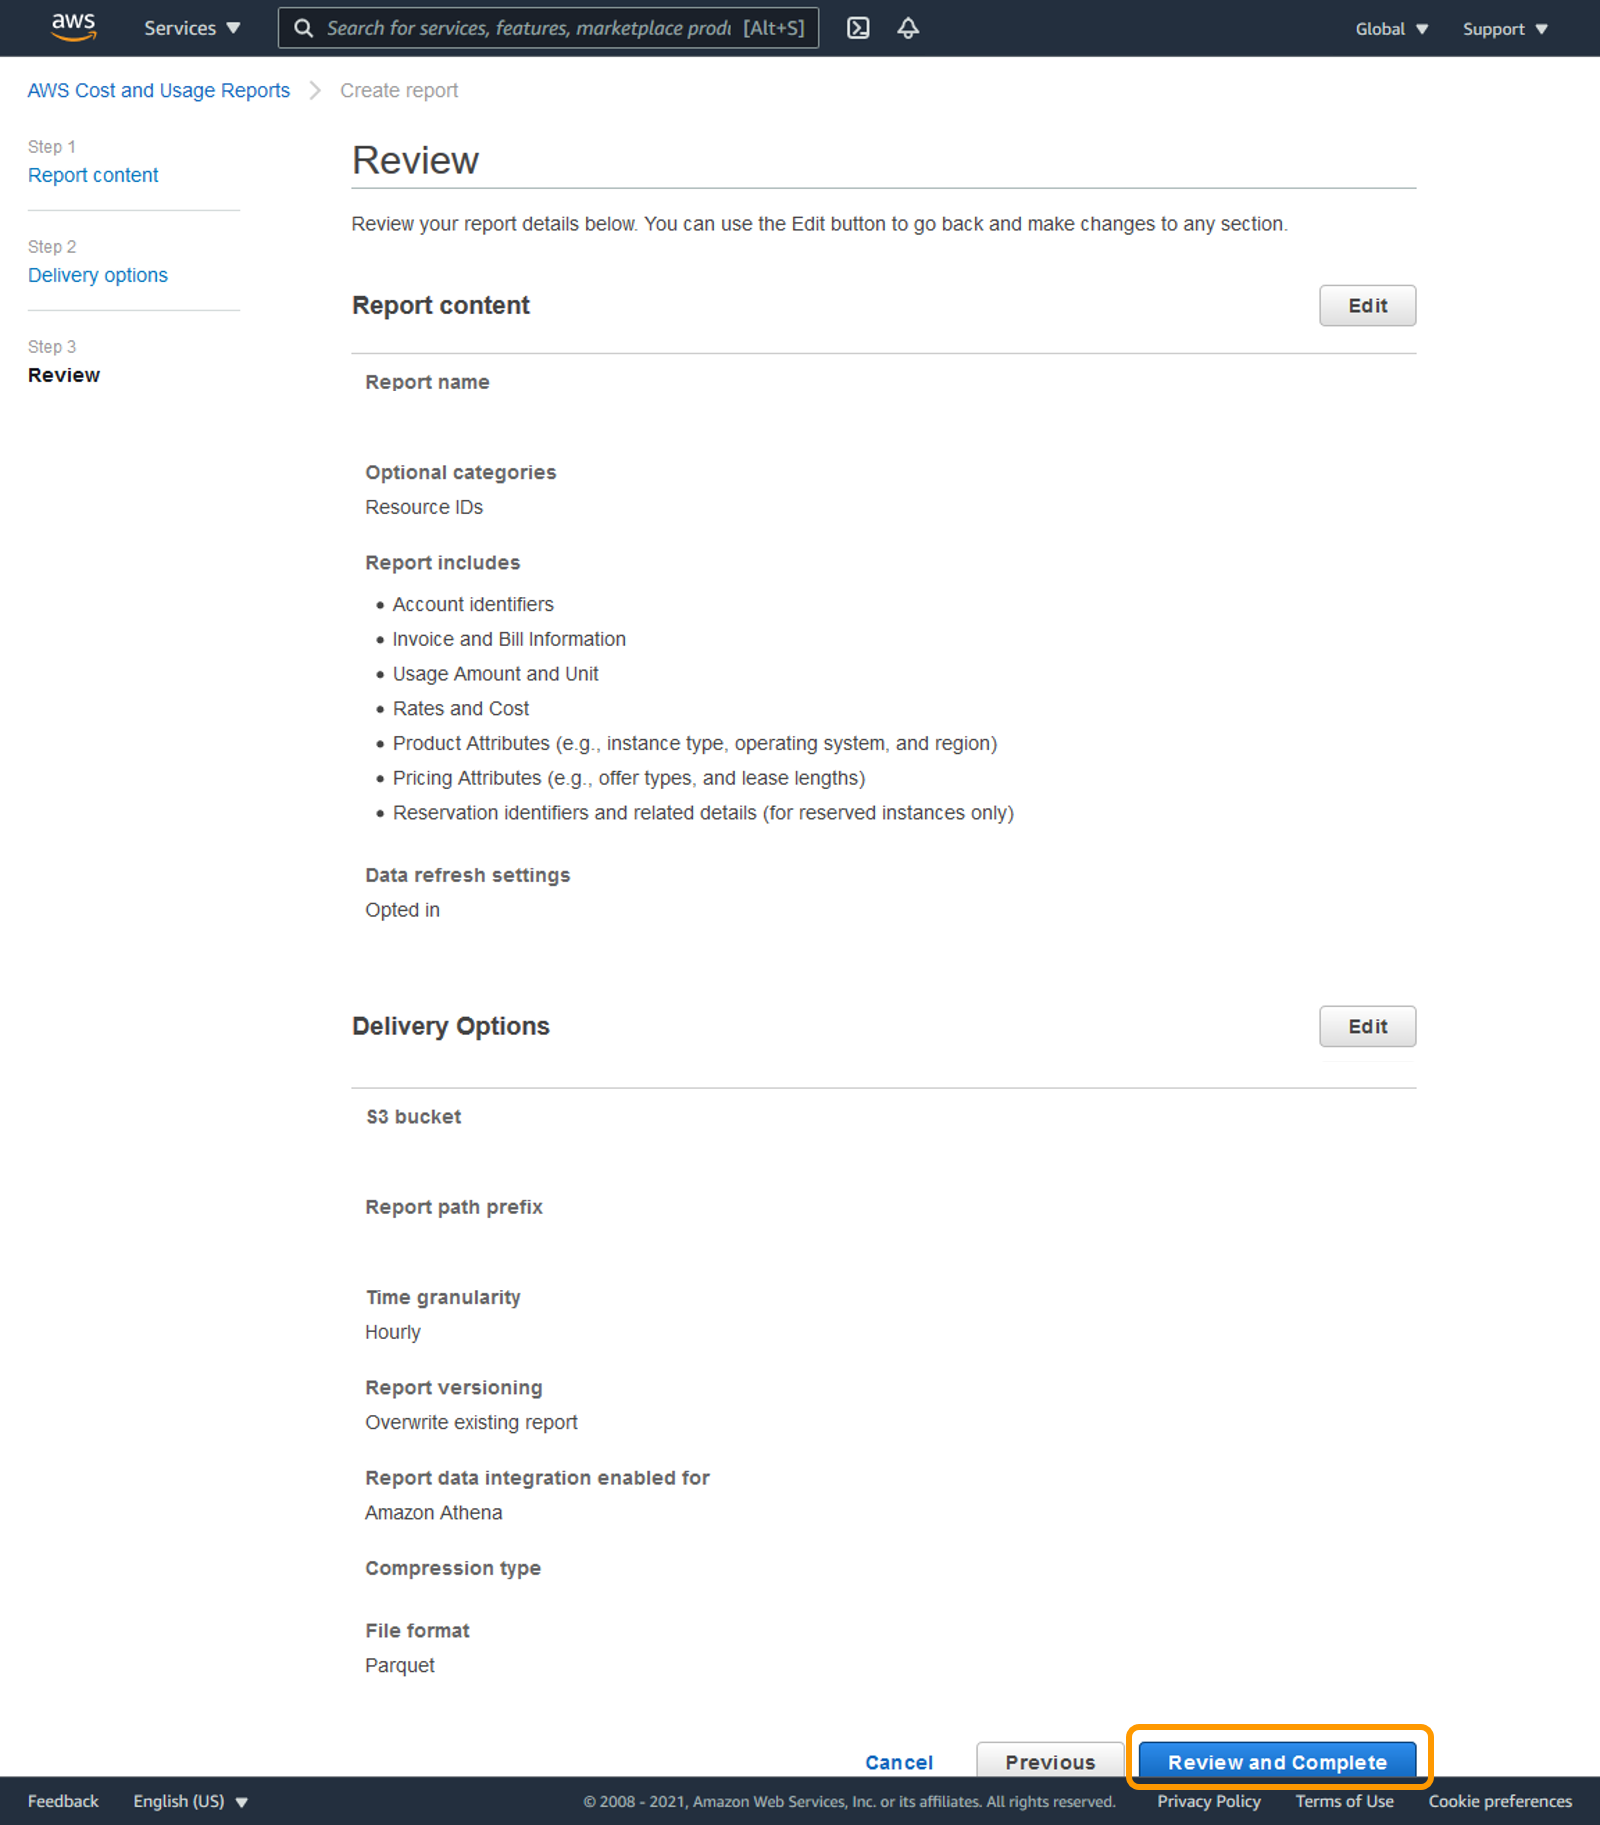 aws Services Search for services, features, marketplace produ [Alt+S] Global Support
AWS Cost and Usage Reports Create report
Step 1
Report content
Step 2
Delivery options
Step 3
Review
Review
Review your report details below. You can use the Edit button to go back and make changes to any section.
Report content Edit
Report name
Optional categories
Resource IDs
Report includes
Account identifiers
Invoice and Bill Information
Usage Amount and Unit
Rates and Cost
Product Attributes (e.g., instance type, operating system, and region)
Pricing Attributes (e.g., offer types, and lease lengths)
Reservation identifiers and related details (for reserved instances only)
Data refresh settings
Opted in
Delivery Options Edit
S3 bucket
Report path prefix
Time granularity
Hourly
Report versioning
Overwrite existing report
Report data integration enabled for
Amazon Athena
Compression type
File format
Parquet
Cancel Previous Review and Complete
Feedback English (US) © 2008 - 2021, Amazon Web Services, Inc. or its affiliates. All rights reserved. Privacy Policy Terms of Use Cookie preferences